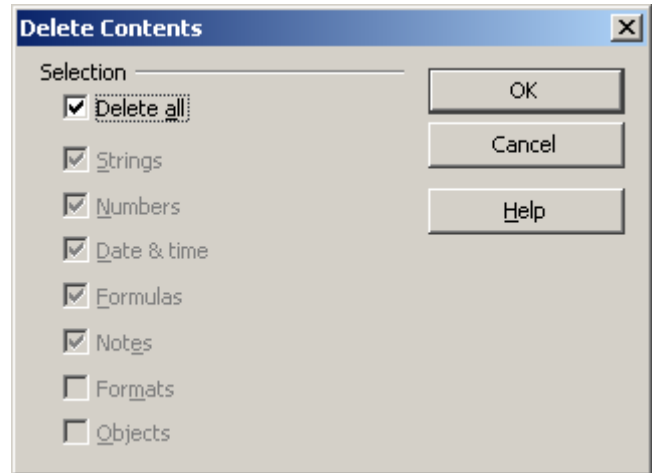 Delete Contents
Selection
Delete all
Strings
Numbers
Date & time
Formulas
Notes
Formats
Objects
OK
Cancel
Help